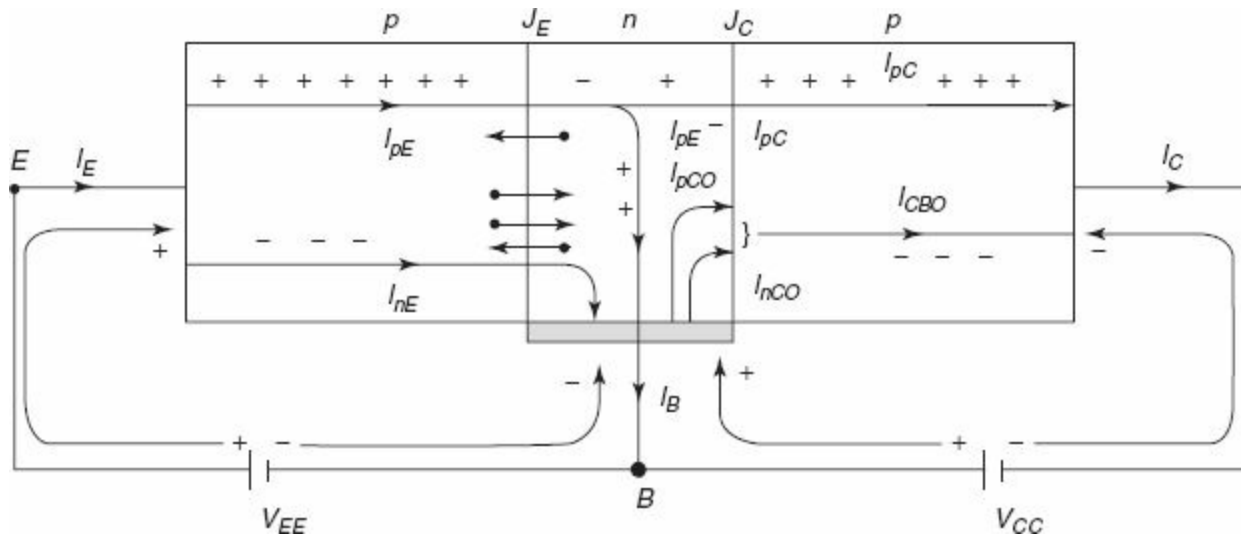 p J_E n J_C p
+ + + + + + + − + + + + I_pC + + +
I_pE I_pE − I_pC
E I_E + I_pCO I_C
+ I_CBO
+ − − − } − − − −
I_nE I_nCO
− I_B +
+ − + −
B
V_EE V_CC